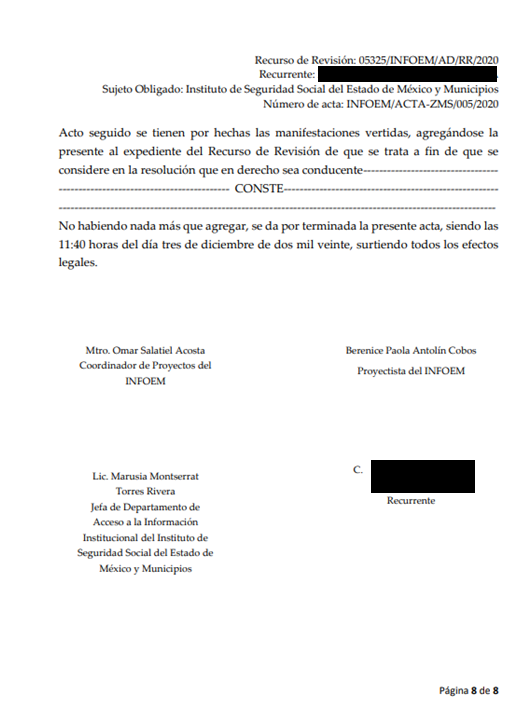 Recurso de Revisión: 05325/INFOEM/AD/RR/2020
Recurrente:
Sujeto Obligado: Instituto de Seguridad Social del Estado de México y Municipios
Número de acta: INFOEM/ACTA-ZMS/005/2020
Acto seguido se tienen por hechas las manifestaciones vertidas, agregándose la
presente al expediente del Recurso de Revisión de que se trata a fin de que se
considere en la resolución que en derecho sea conducente----------------------------------
------------------------------------------- CONSTE------------------------------------------------------
--------------------------------------------------------------------------------------------------------------
No habiendo nada más que agregar, se da por terminada la presente acta, siendo las
11:40 horas del día tres de diciembre de dos mil veinte, surtiendo todos los efectos
legales.
Mtro. Omar Salatiel Acosta
Coordinador de Proyectos del
INFOEM
Berenice Paola Antolín Cobos
Proyectista del INFOEM
Lic. Marusia Montserrat
Torres Rivera
Jefa de Departamento de
Acceso a la Información
Institucional del Instituto de
Seguridad Social del Estado de
México y Municipios
C.
Recurrente
Página 8 de 8